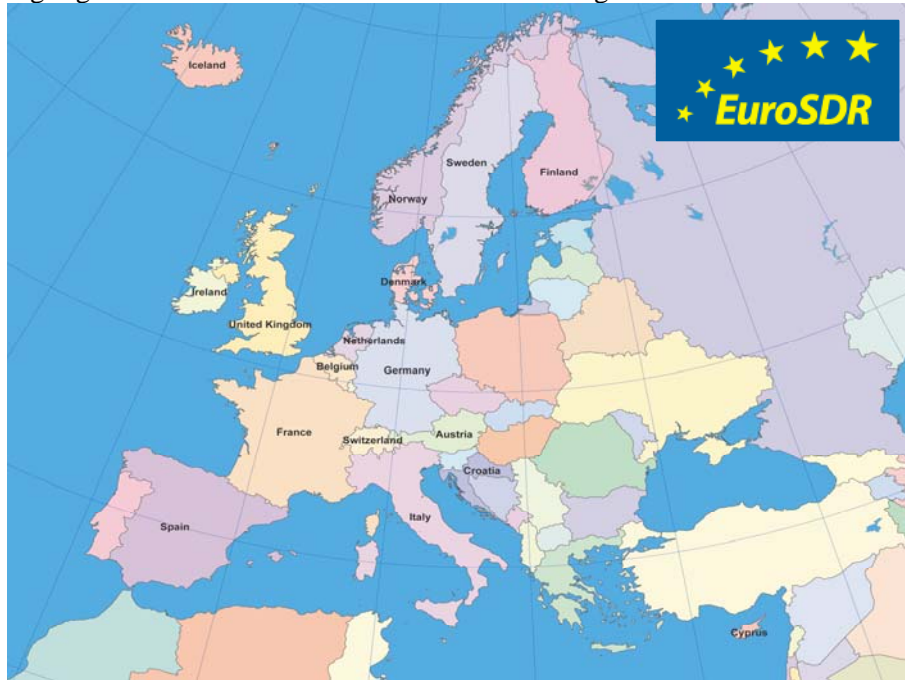 Iceland
EuroSDR
Sweden
Finland
Norway
Denmark
Ireland
United Kingdom
Netherlands
Belgium
Germany
France
Switzerland
Austria
Croatia
Spain
Italy
Cyprus